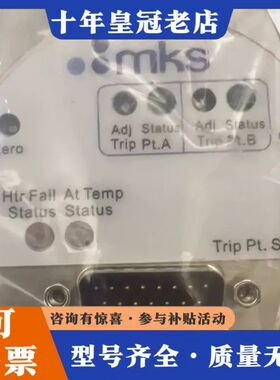 十年皇冠老店
mks
Adj Status Adj Status
Trip Pt.A Trip Pt.B
Zero
Htr Fail At Temp
Status Status
Trip Pt. S
可
票
咨询有惊喜·参与补贴活动
型号齐全·质量无